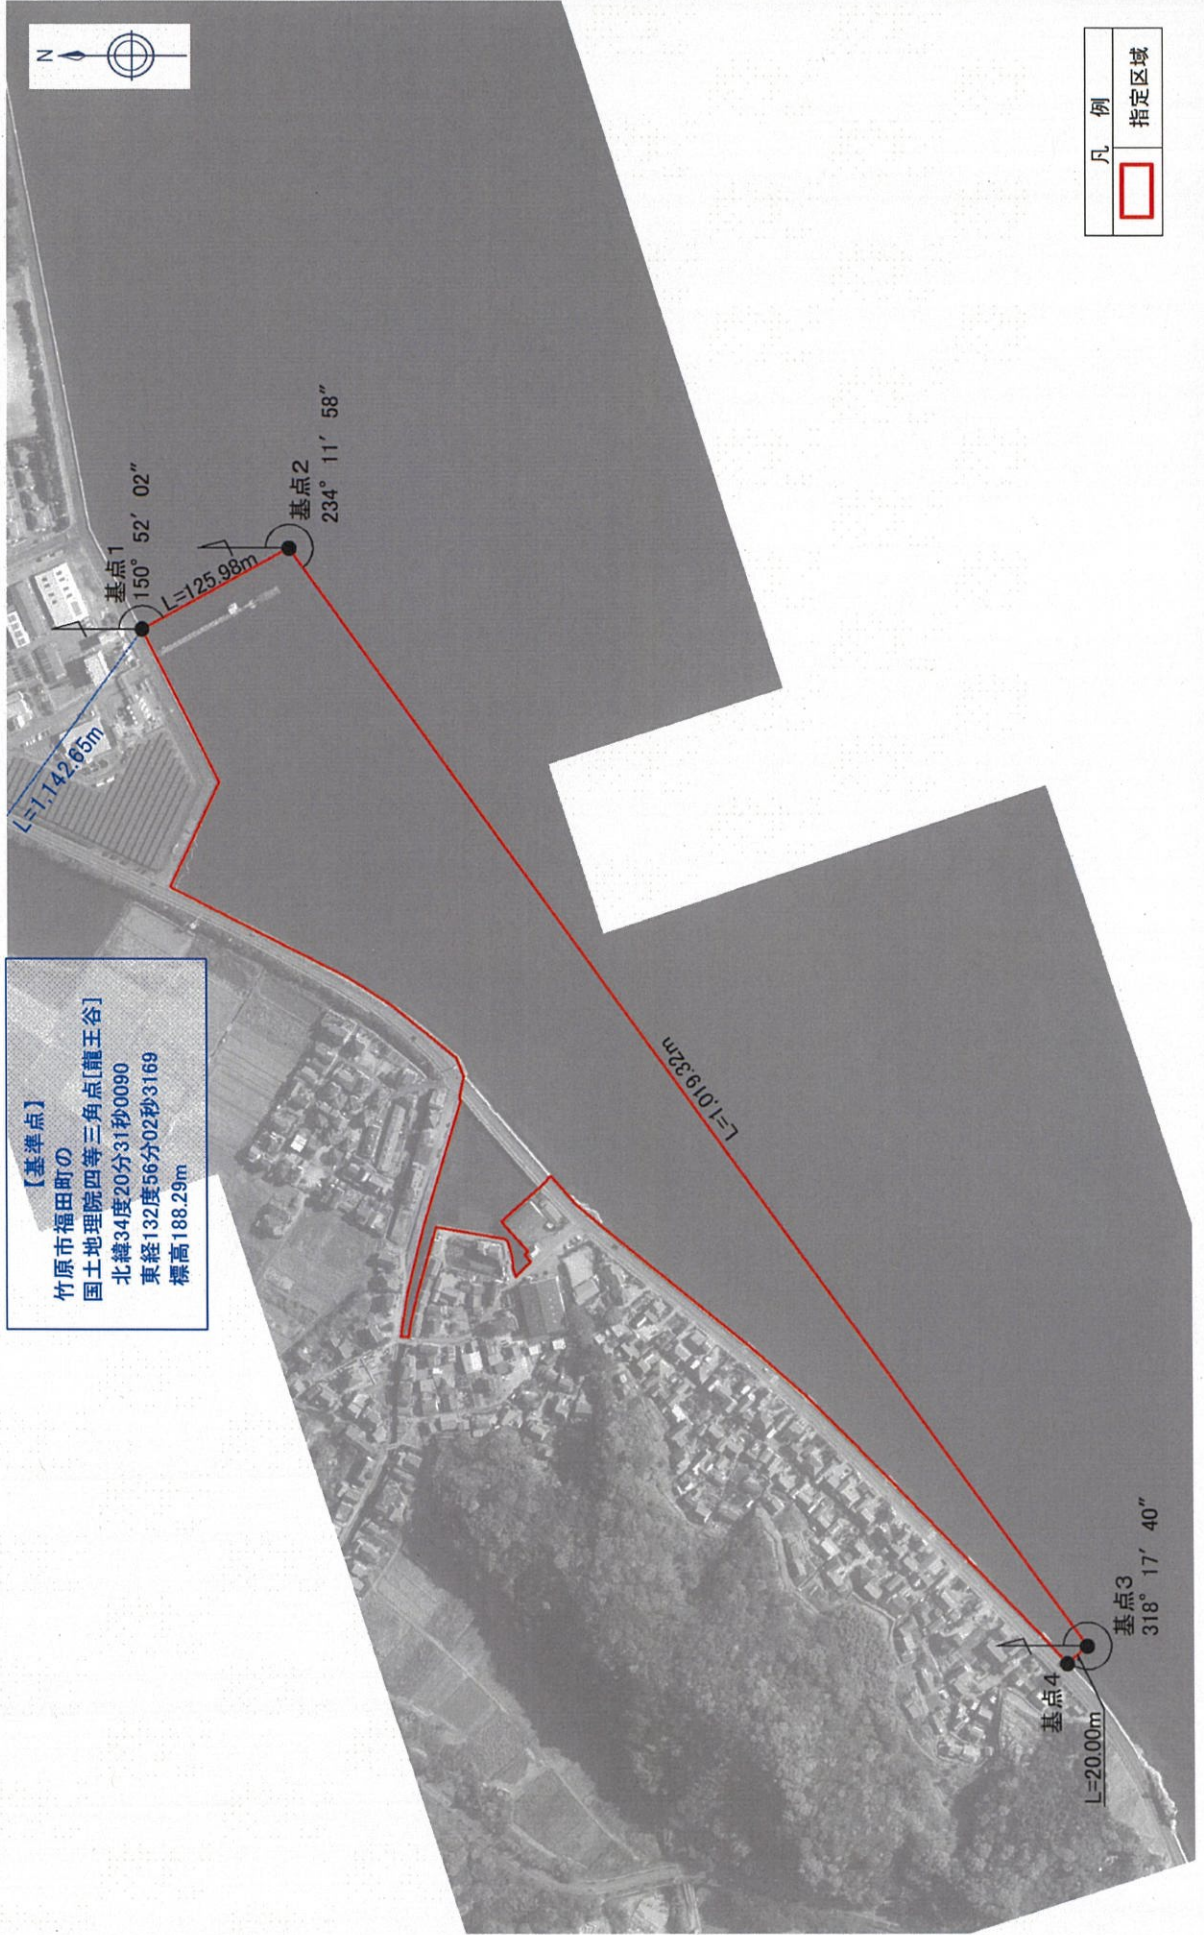 N
【基準点】
竹原市福田町の
国土地理院四等三角点[龍王谷]
北緯34度20分31秒0090
東経132度56分02秒3169
標高188.29m
L=1,142.65m
基点1
150° 52′ 02″
L=125.98m
基点2
234° 11′ 58″
L=1,019.32m
基点3
318° 17′ 40″
基点4
L=20.00m
凡 例
指定区域